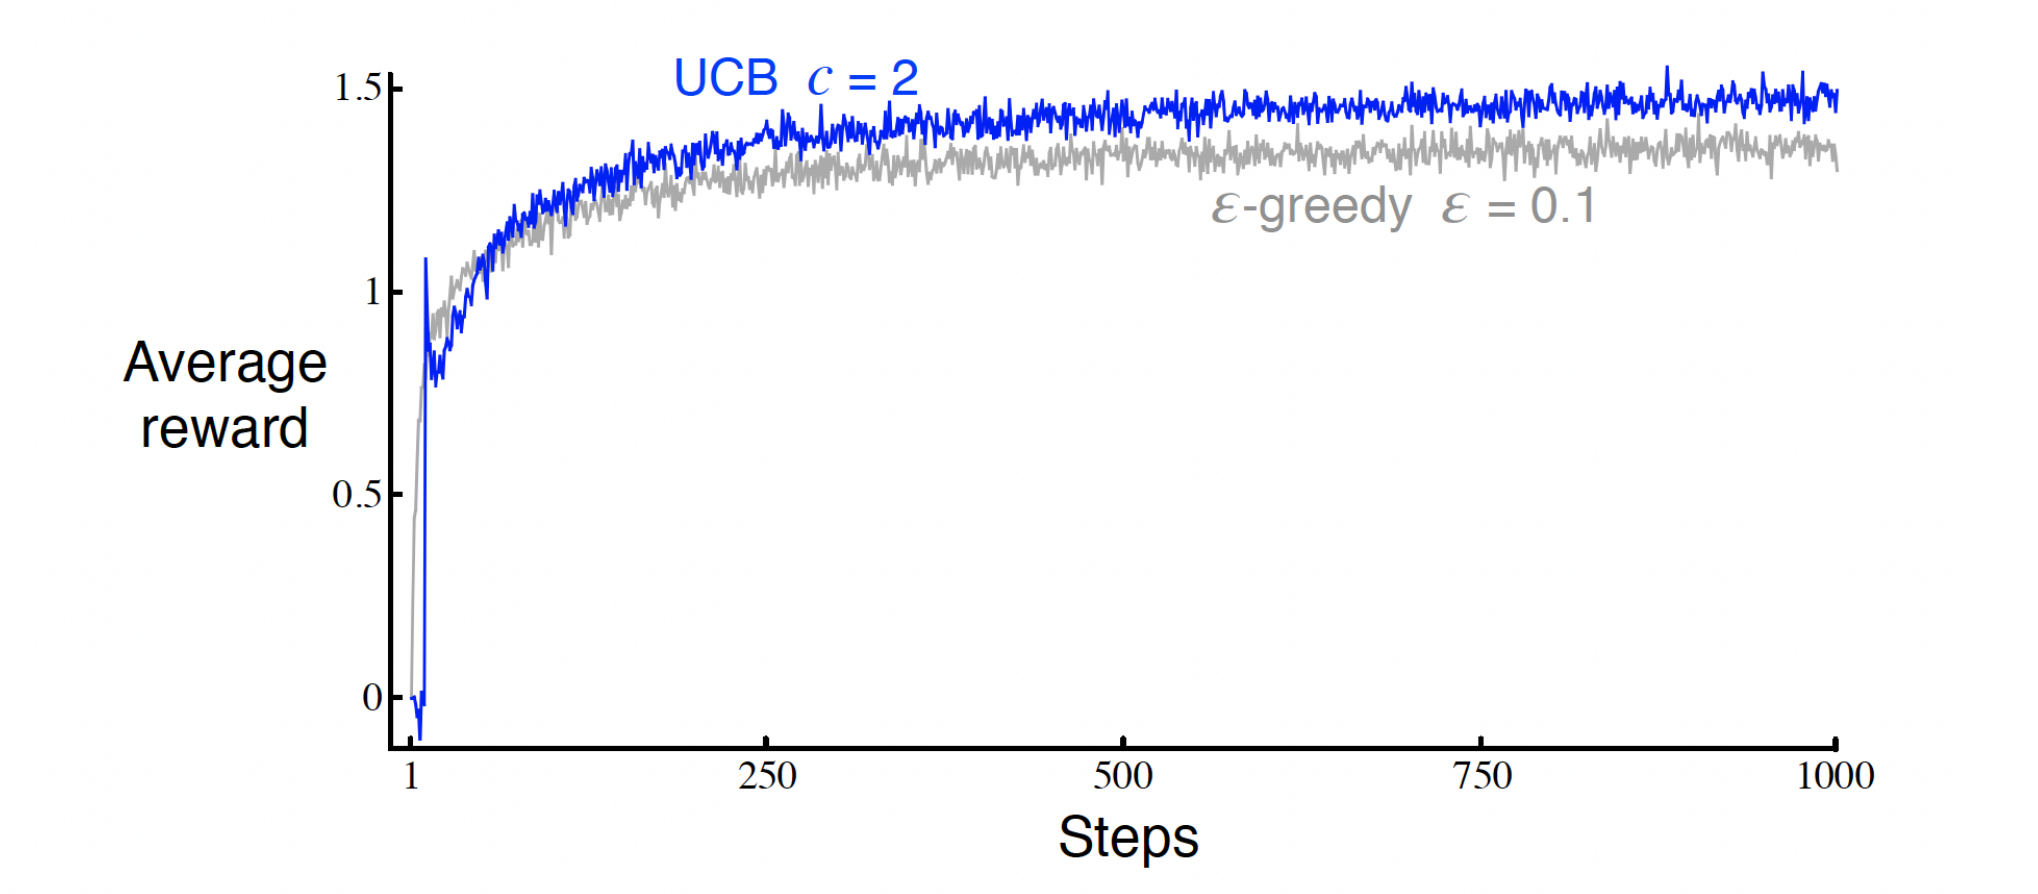 UCB c = 2
1.5
ε-greedy ε = 0.1
1
Average
reward
0.5
0
1 250 500 750 1000
Steps